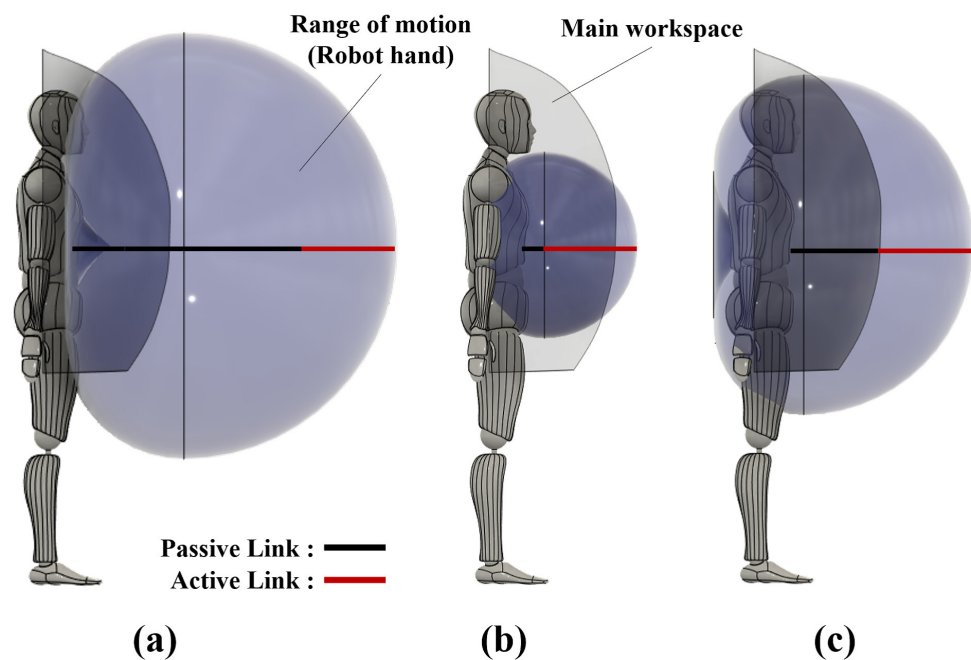 Range of motion
(Robot hand)
Main workspace
Passive Link :
Active Link :
(a)
(b)
(c)